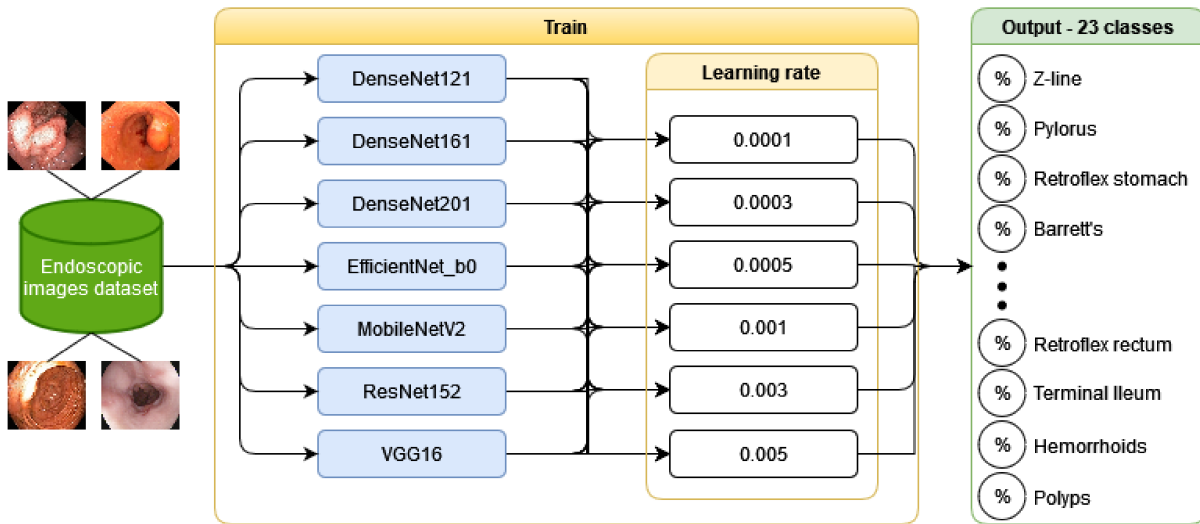 Train
Output - 23 classes
Endoscopic
images dataset
DenseNet121
DenseNet161
DenseNet201
EfficientNet_b0
MobileNetV2
ResNet152
VGG16
Learning rate
0.0001
0.0003
0.0005
0.001
0.003
0.005
% Z-line
% Pylorus
% Retroflex stomach
% Barrett's
% Retroflex rectum
% Terminal Ileum
% Hemorrhoids
% Polyps